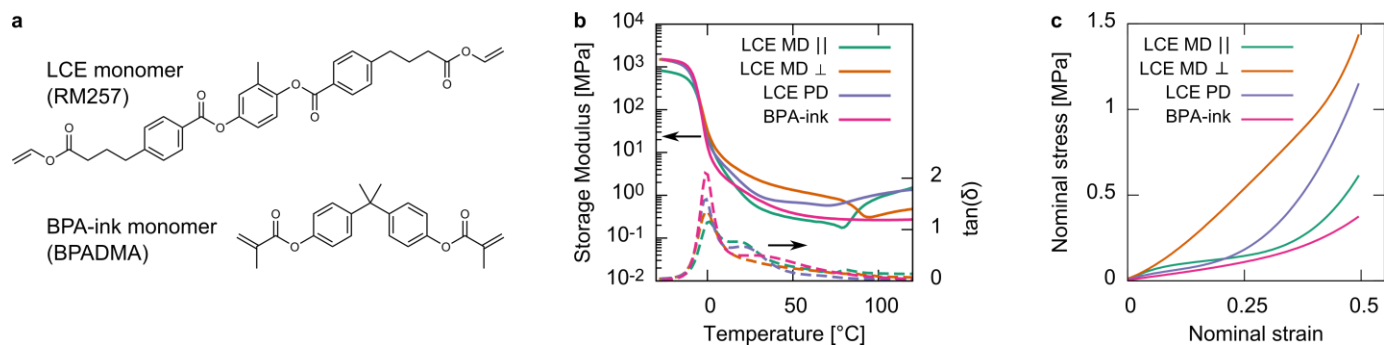 a
LCE monomer
(RM257)
BPA-ink monomer
(BPADMA)
O
O
O
O
O
O
O
O
O
O
O
O
b
Storage Modulus [MPa]
10⁴
10³
10²
10¹
10⁰
10⁻¹
10⁻²
LCE MD ||
LCE MD ⊥
LCE PD
BPA-ink
2
1
0
tan(δ)
0
50
100
Temperature [°C]
c
Nominal stress [MPa]
1.5
1
0.5
0
LCE MD ||
LCE MD ⊥
LCE PD
BPA-ink
0
0.25
0.5
Nominal strain